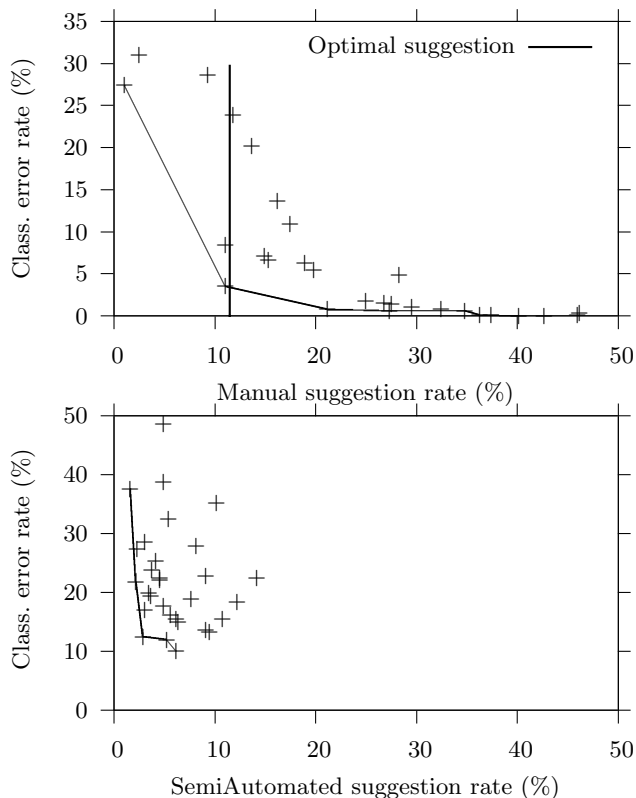 35
Optimal suggestion
30
25
20
15
10
5
0
Class. error rate (%)
0 10 20 30 40 50
Manual suggestion rate (%)
50
40
30
20
10
0
Class. error rate (%)
0 10 20 30 40 50
SemiAutomated suggestion rate (%)